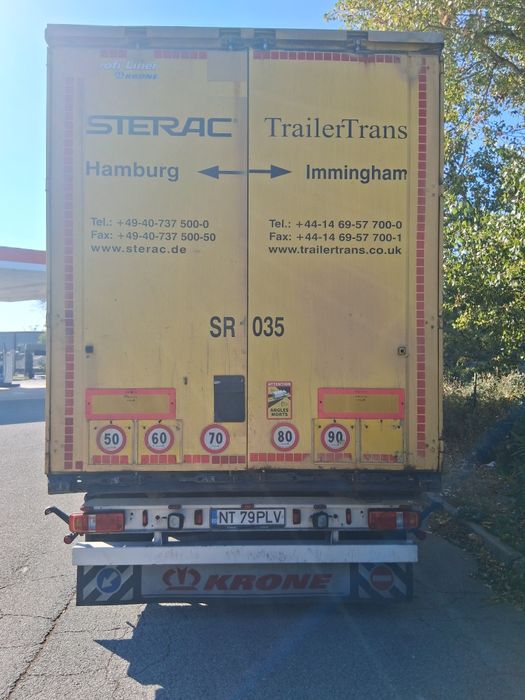 Profi-Liner
KRONE
STERAC
TrailerTrans
Hamburg
Immingham
Tel.: +49-40-737 500-0
Fax: +49-40-737 500-50
www.sterac.de
Tel.: +44-14 69-57 700-0
Fax: +44-14 69-57 700-1
www.trailertrans.co.uk
SR 035
ATTENTION
ANGLES
MORTS
50
60
70
80
90
NT 79PLV
KRONE